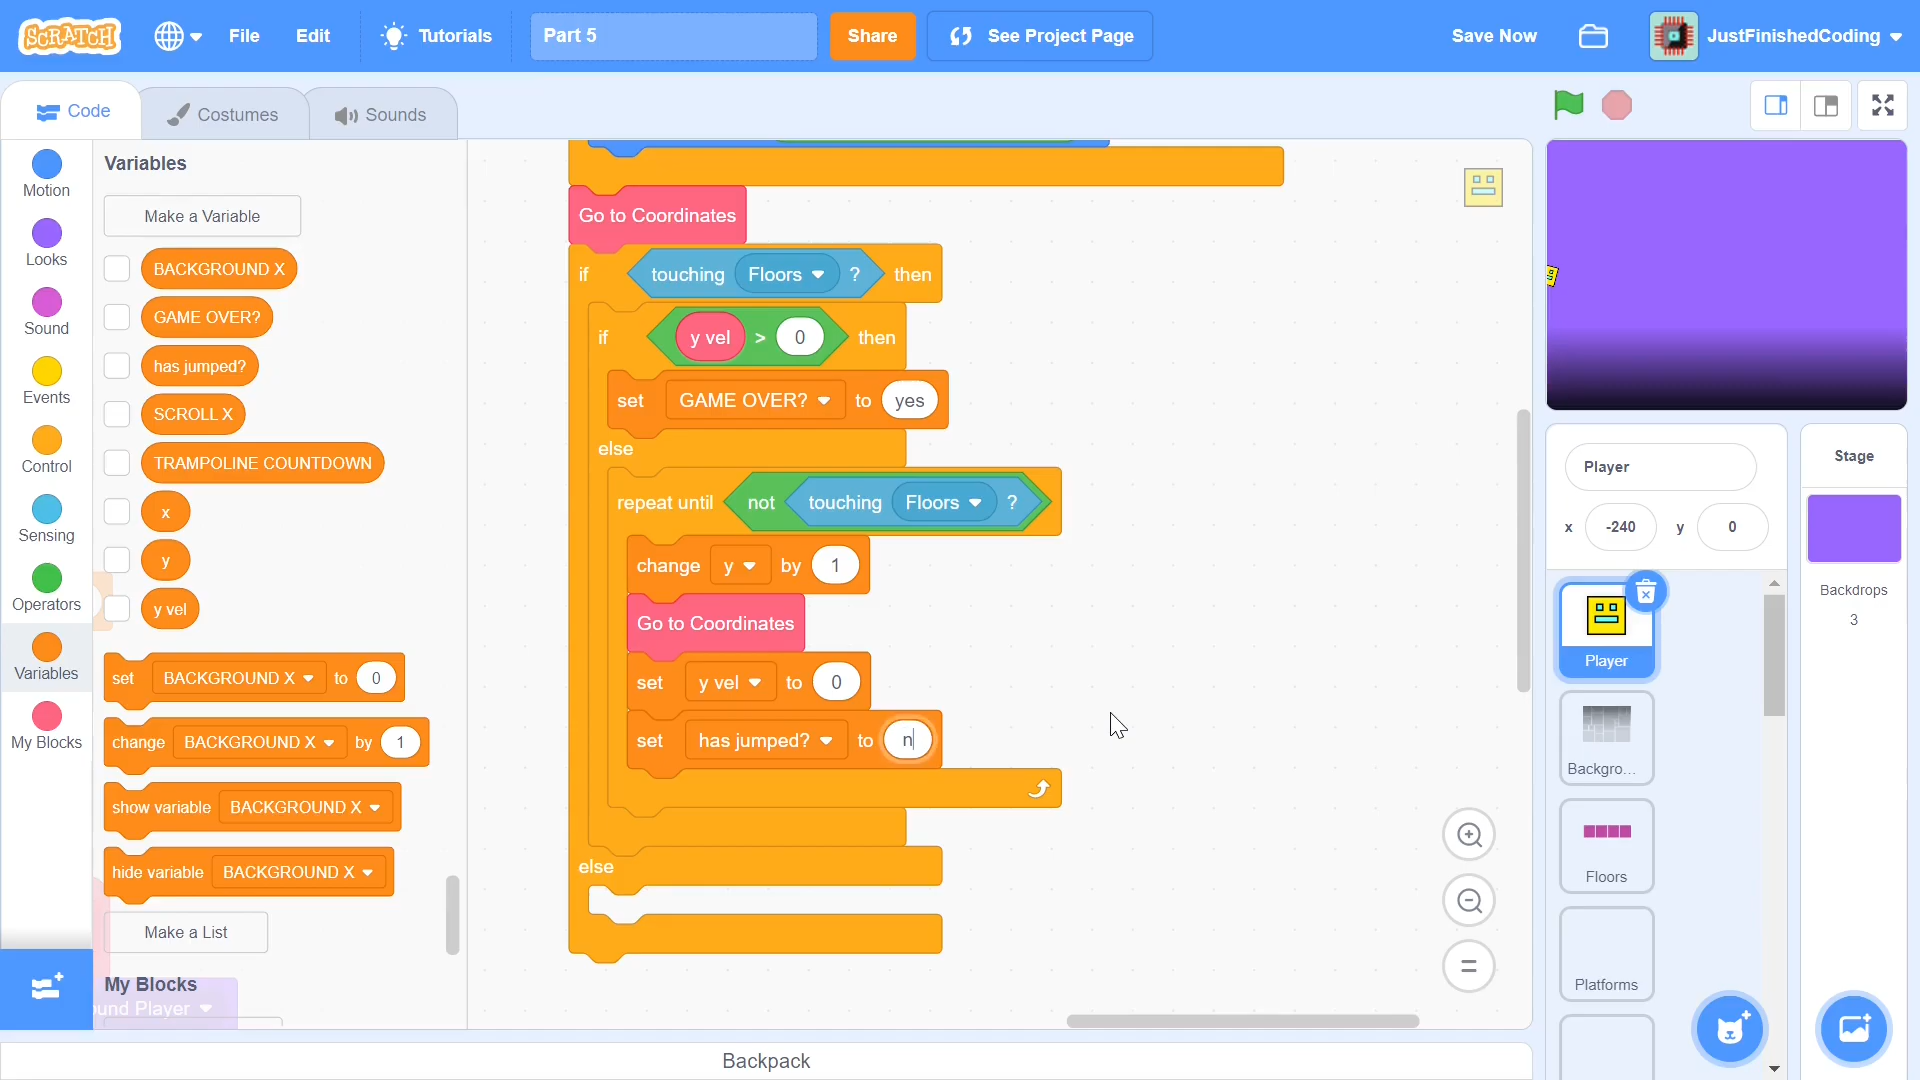 SCRATCH
File
Edit
Tutorials
Part 5
Share
See Project Page
Save Now
JustFinishedCoding
Code
Costumes
Sounds
Motion
Looks
Sound
Events
Control
Sensing
Operators
Variables
My Blocks
Variables
Make a Variable
BACKGROUND X
GAME OVER?
has jumped?
SCROLL X
TRAMPOLINE COUNTDOWN
x
y
y vel
set BACKGROUND X to 0
change BACKGROUND X by 1
show variable BACKGROUND X
hide variable BACKGROUND X
Make a List
My Blocks
und Player
Go to Coordinates
if touching Floors ? then
if y vel > 0 then
set GAME OVER? to yes
else
repeat until not touching Floors ?
change y by 1
Go to Coordinates
set y vel to 0
set has jumped? to n
else
Player
x -240 y 0
Player
Backgro...
Floors
Platforms
Stage
Backdrops
3
Backpack